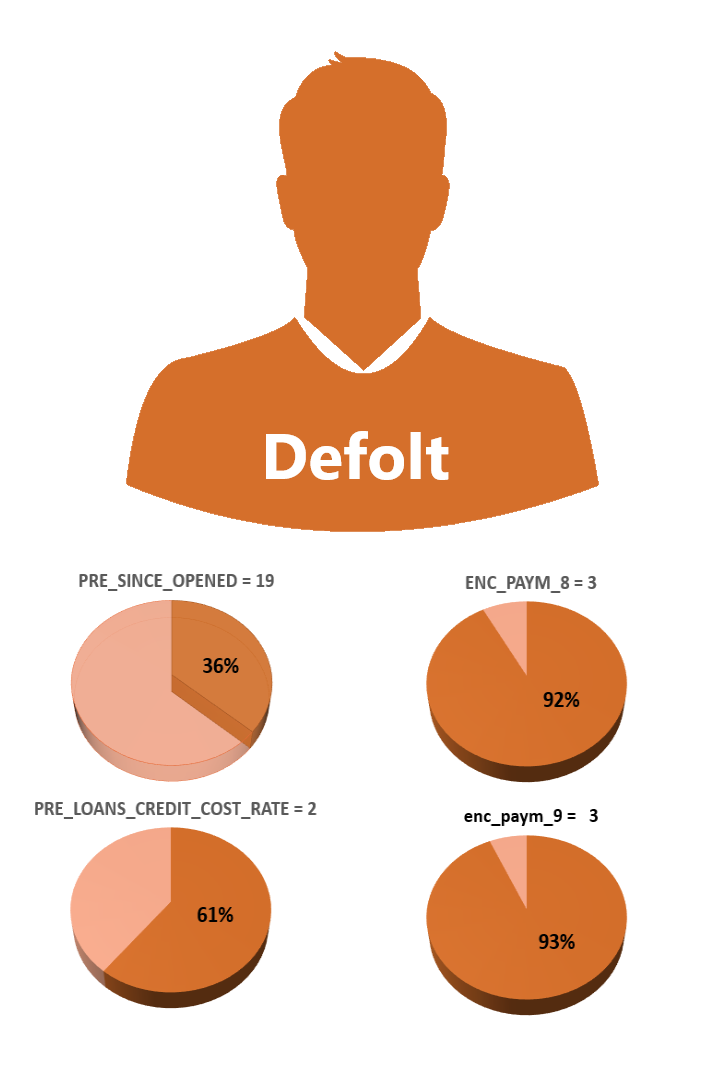 Defolt
PRE_SINCE_OPENED = 19
36%
ENC_PAYM_8 = 3
92%
PRE_LOANS_CREDIT_COST_RATE = 2
61%
enc_paym_9 = 3
93%